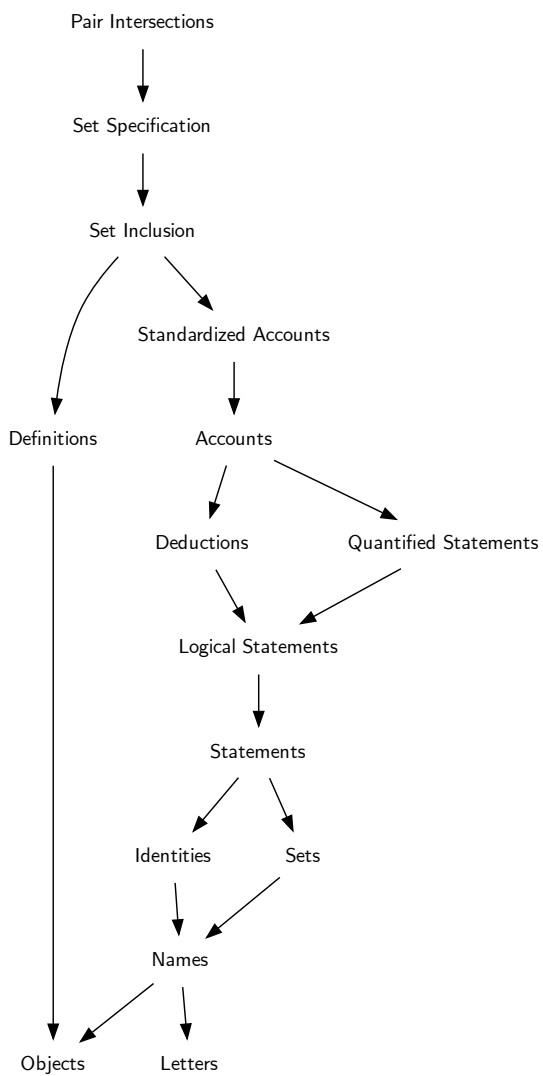 Pair Intersections
Set Specification
Set Inclusion
Standardized Accounts
Definitions
Accounts
Deductions
Quantified Statements
Logical Statements
Statements
Identities
Sets
Names
Objects
Letters